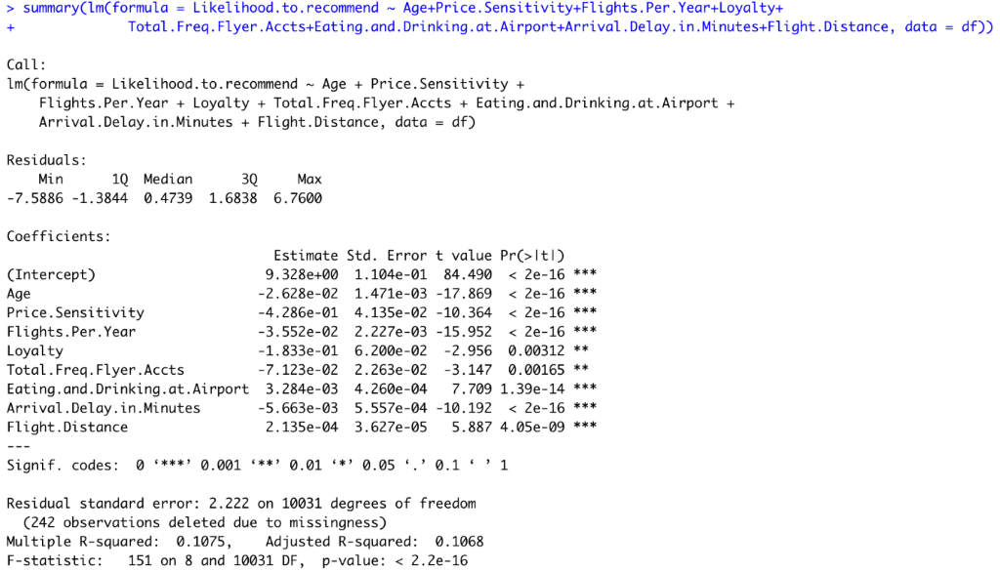 > summary(lm(formula = Likelihood.to.recommend ~ Age+Price.Sensitivity+Flights.Per.Year+Loyalty+
+ Total.Freq.Flyer.Accts+Eating.and.Drinking.at.Airport+Arrival.Delay.in.Minutes+Flight.Distance, data = df))
Call:
lm(formula = Likelihood.to.recommend ~ Age + Price.Sensitivity +
Flights.Per.Year + Loyalty + Total.Freq.Flyer.Accts + Eating.and.Drinking.at.Airport +
Arrival.Delay.in.Minutes + Flight.Distance, data = df)
Residuals:
Min 1Q Median 3Q Max
-7.5886 -1.3844 0.4739 1.6838 6.7600
Coefficients:
Estimate Std. Error t value Pr(>|t|)
(Intercept) 9.328e+00 1.104e-01 84.490 < 2e-16 ***
Age -2.628e-02 1.471e-03 -17.869 < 2e-16 ***
Price.Sensitivity -4.286e-01 4.135e-02 -10.364 < 2e-16 ***
Flights.Per.Year -3.552e-02 2.227e-03 -15.952 < 2e-16 ***
Loyalty -1.833e-01 6.200e-02 -2.956 0.00312 **
Total.Freq.Flyer.Accts -7.123e-02 2.263e-02 -3.147 0.00165 **
Eating.and.Drinking.at.Airport 3.284e-03 4.260e-04 7.709 1.39e-14 ***
Arrival.Delay.in.Minutes -5.663e-03 5.557e-04 -10.192 < 2e-16 ***
Flight.Distance 2.135e-04 3.627e-05 5.887 4.05e-09 ***
---
Signif. codes: 0 ‘***’ 0.001 ‘**’ 0.01 ‘*’ 0.05 ‘.’ 0.1 ‘ ’ 1
Residual standard error: 2.222 on 10031 degrees of freedom
(242 observations deleted due to missingness)
Multiple R-squared: 0.1075, Adjusted R-squared: 0.1068
F-statistic: 151 on 8 and 10031 DF, p-value: < 2.2e-16